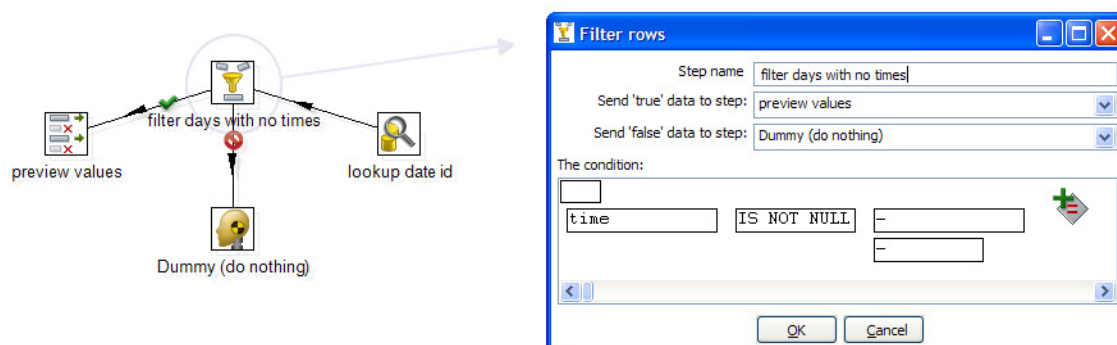 filter days with no times
preview values
lookup date id
Dummy (do nothing)
Filter rows
Step name filter days with no times
Send 'true' data to step: preview values
Send 'false' data to step: Dummy (do nothing)
The condition:
time IS NOT NULL –
–
OK Cancel